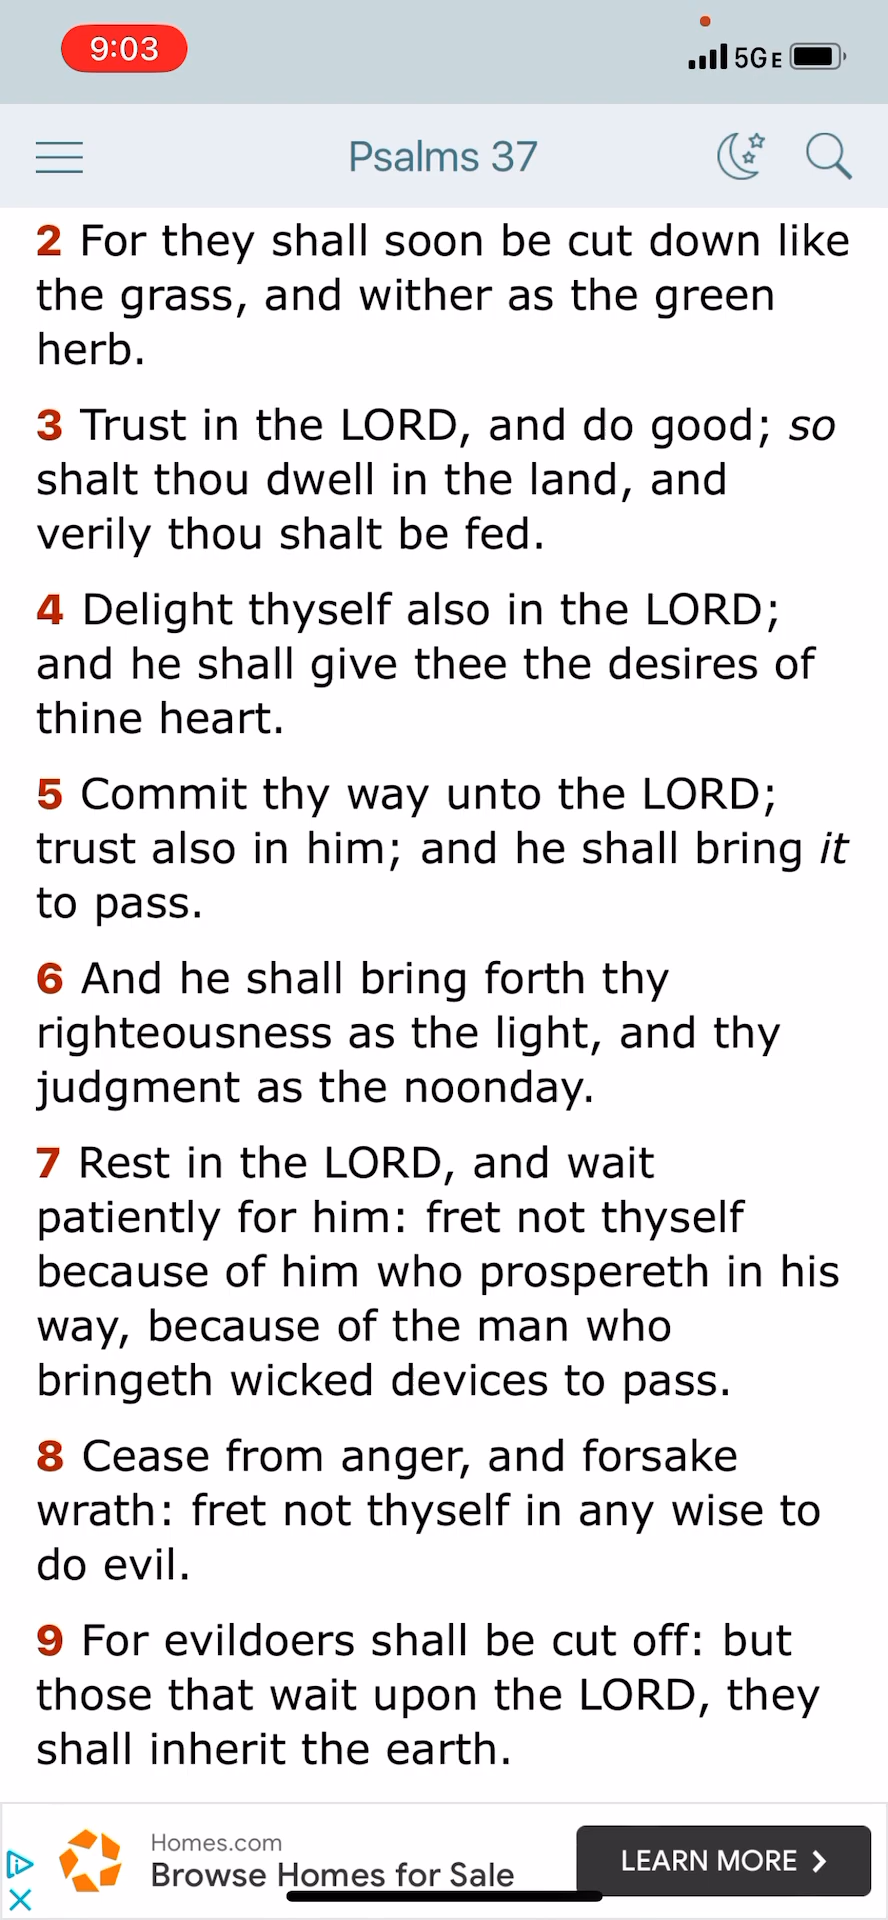 9:03
5GE
Psalms 37
2 For they shall soon be cut down like
the grass, and wither as the green
herb.
3 Trust in the LORD, and do good; so
shalt thou dwell in the land, and
verily thou shalt be fed.
4 Delight thyself also in the LORD;
and he shall give thee the desires of
thine heart.
5 Commit thy way unto the LORD;
trust also in him; and he shall bring it
to pass.
6 And he shall bring forth thy
righteousness as the light, and thy
judgment as the noonday.
7 Rest in the LORD, and wait
patiently for him: fret not thyself
because of him who prospereth in his
way, because of the man who
bringeth wicked devices to pass.
8 Cease from anger, and forsake
wrath: fret not thyself in any wise to
do evil.
9 For evildoers shall be cut off: but
those that wait upon the LORD, they
shall inherit the earth.
Homes.com
Browse Homes for Sale
LEARN MORE